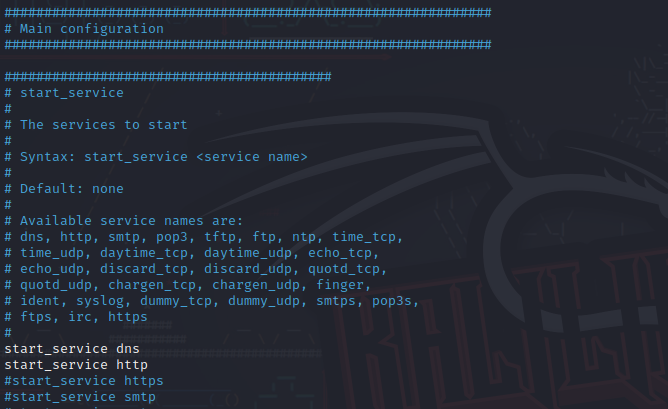 #############################################################
# Main configuration
#############################################################
#########################################
# start_service
#
# The services to start
#
# Syntax: start_service <service name>
#
# Default: none
#
# Available service names are:
# dns, http, smtp, pop3, tftp, ftp, ntp, time_tcp,
# time_udp, daytime_tcp, daytime_udp, echo_tcp,
# echo_udp, discard_tcp, discard_udp, quotd_tcp,
# quotd_udp, chargen_tcp, chargen_udp, finger,
# ident, syslog, dummy_tcp, dummy_udp, smtps, pop3s,
# ftps, irc, https
#
start_service dns
start_service http
#start_service https
#start_service smtp